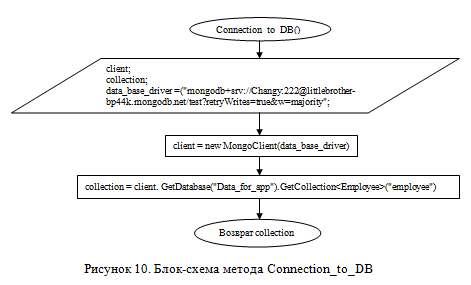 Connection to DB()
client;
collection;
data_base_driver =("mongodb+srv://Changy:222@littlebrother-
bp44k.mongodb.net/test?retryWrites=true&w=majority";
client = new MongoClient(data_base_driver)
collection = client. GetDatabase("Data_for_app").GetCollection<Employee>("employee")
Возврат collection
Рисунок 10. Блок-схема метода Connection_to_DB